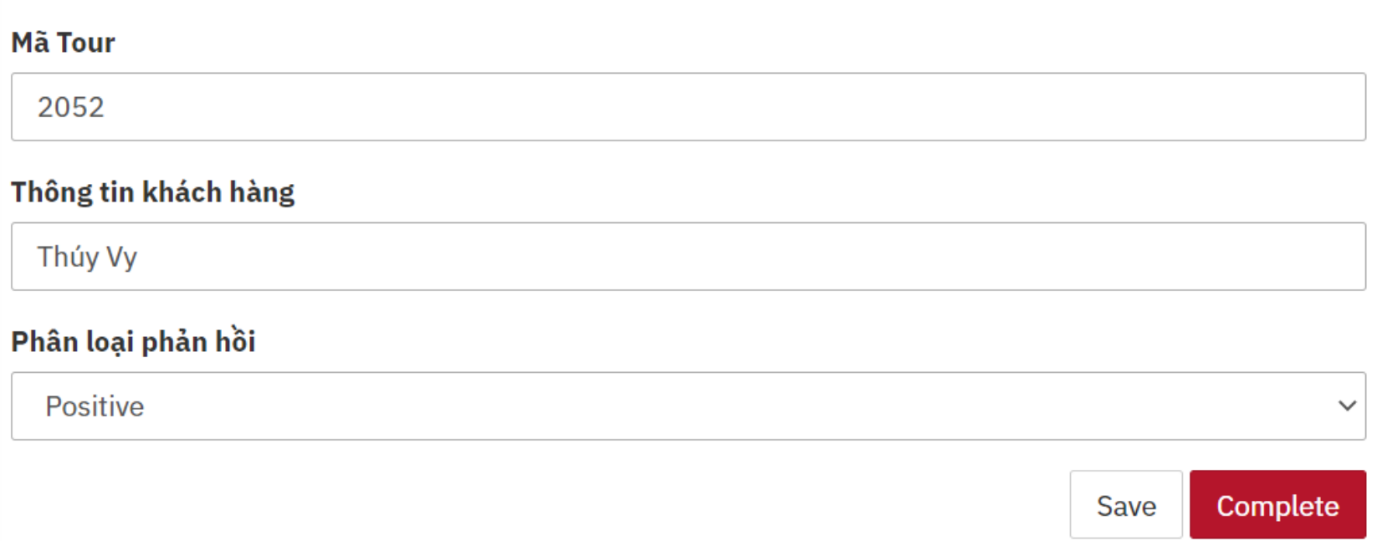 Mã Tour
2052
Thông tin khách hàng
Thúy Vy
Phân loại phản hồi
Positive
Save Complete